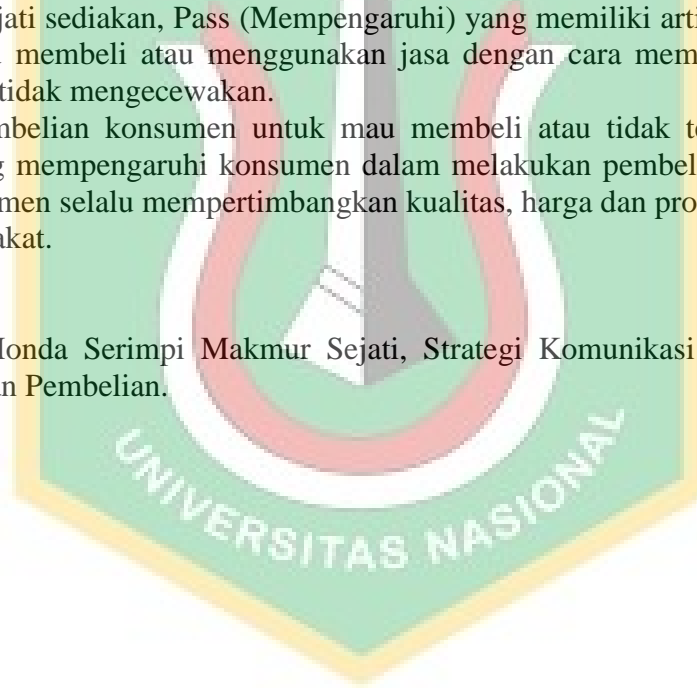 jati sediakan, Pass (Mempengaruhi) yang memiliki arti
membeli atau menggunakan jasa dengan cara mem
tidak mengecewakan.
mbelian konsumen untuk mau membeli atau tidak te
g mempengaruhi konsumen dalam melakukan pembel
men selalu mempertimbangkan kualitas, harga dan pro
akat.
Honda Serimpi Makmur Sejati, Strategi Komunikasi
an Pembelian.
UNIVERSITAS NASIONAL